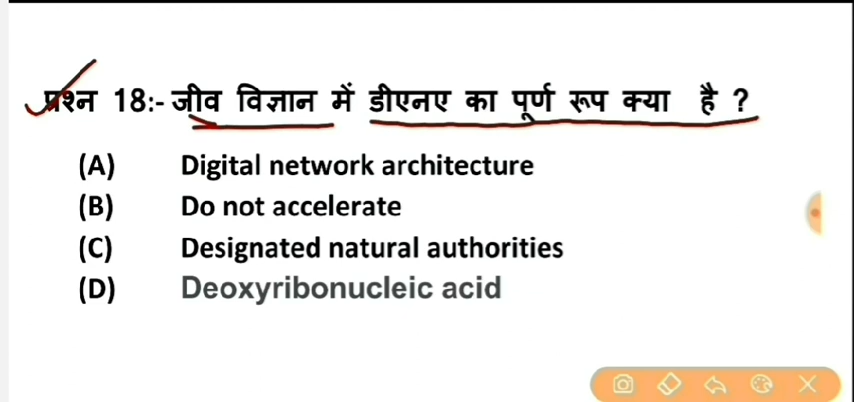 प्रश्न 18:- जीव विज्ञान में डीएनए का पूर्ण रूप क्या है ?
(A) Digital network architecture
(B) Do not accelerate
(C) Designated natural authorities
(D) Deoxyribonucleic acid